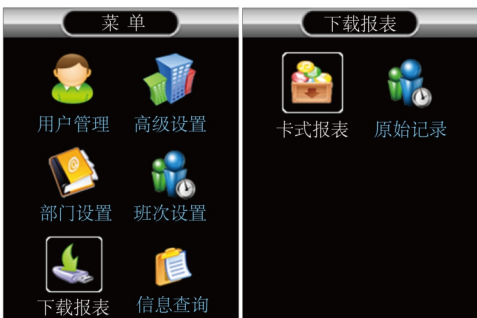 菜 单
用户管理 高级设置
部门设置 班次设置
下载报表 信息查询
下载报表
卡式报表 原始记录